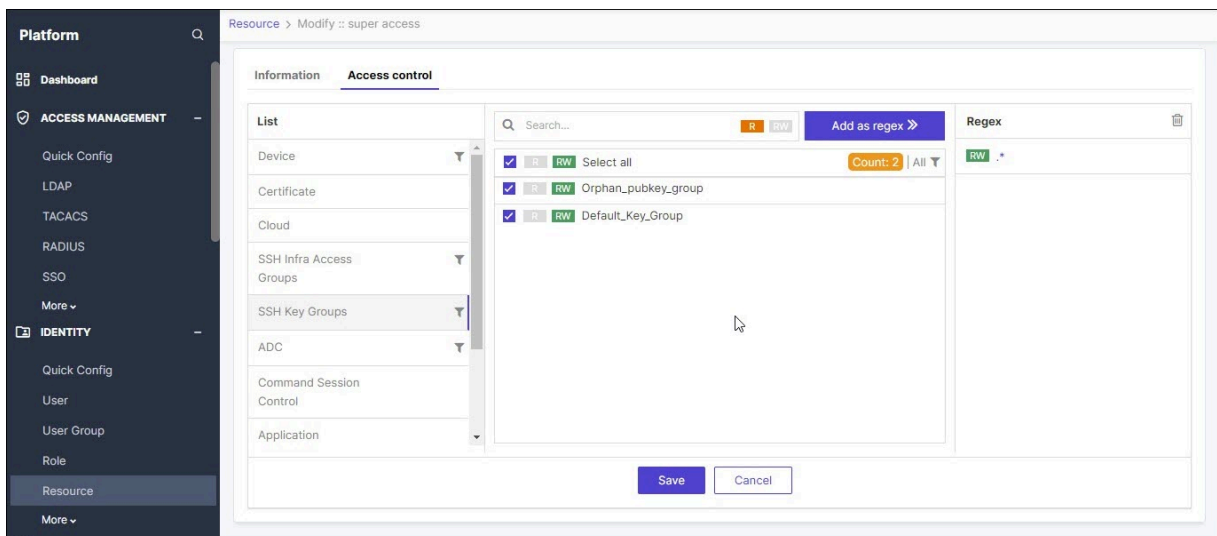 Platform
Dashboard
ACCESS MANAGEMENT –
Quick Config
LDAP
TACACS
RADIUS
SSO
More
IDENTITY –
Quick Config
User
User Group
Role
Resource
More
Resource > Modify :: super access
Information Access control
List
Device
Certificate
Cloud
SSH Infra Access
Groups
SSH Key Groups
ADC
Command Session
Control
Application
Search... R RW Add as regex
R RW Select all Count: 2 | All
R RW Orphan_pubkey_group
R RW Default_Key_Group
Regex
RW .*
Save Cancel